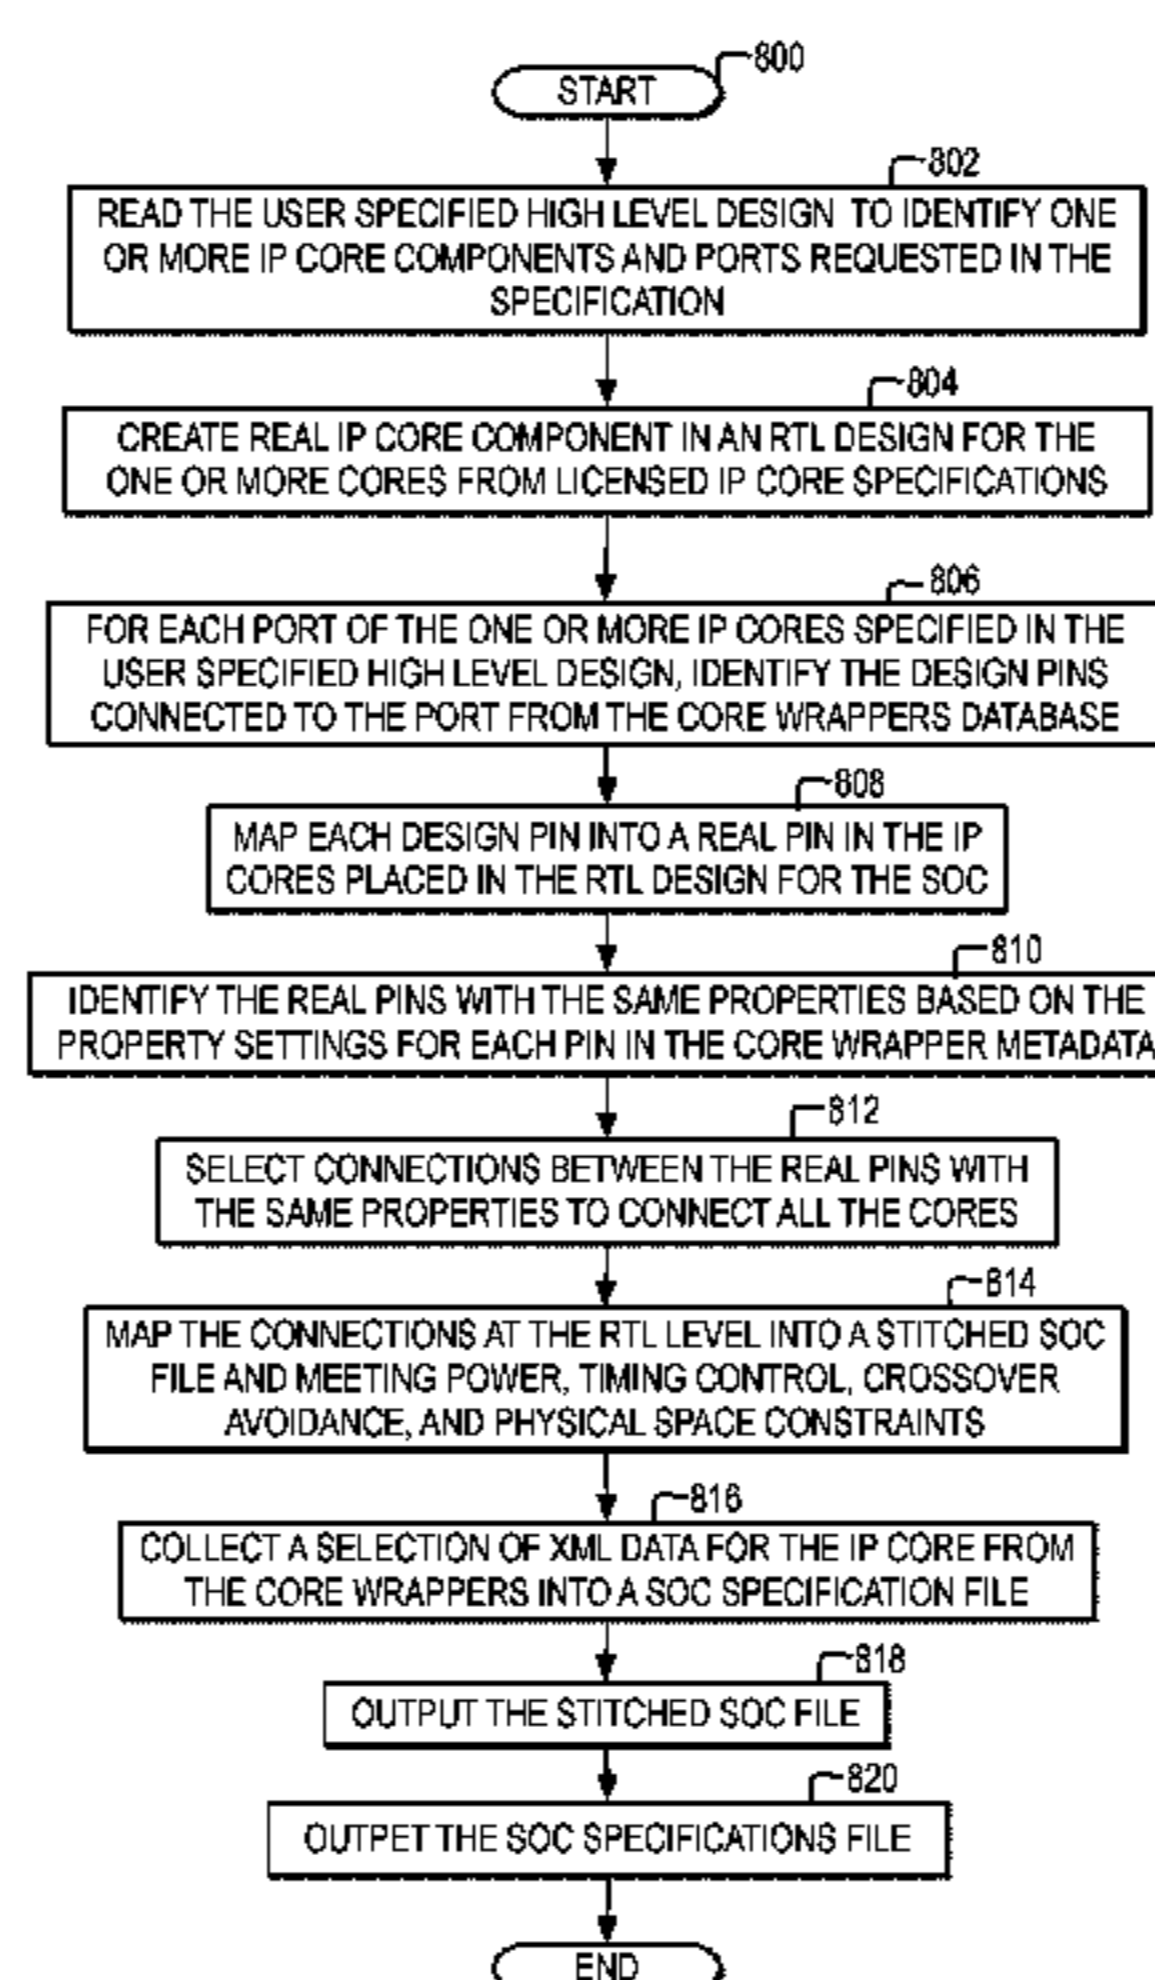 800
START
802
READ THE USER SPECIFIED HIGH LEVEL DESIGN TO IDENTIFY ONE
OR MORE IP CORE COMPONENTS AND PORTS REQUESTED IN THE
SPECIFICATION
804
CREATE REAL IP CORE COMPONENT IN AN RTL DESIGN FOR THE
ONE OR MORE CORES FROM LICENSED IP CORE SPECIFICATIONS
806
FOR EACH PORT OF THE ONE OR MORE IP CORES SPECIFIED IN THE
USER SPECIFIED HIGH LEVEL DESIGN, IDENTIFY THE DESIGN PINS
CONNECTED TO THE PORT FROM THE CORE WRAPPERS DATABASE
808
MAP EACH DESIGN PIN INTO A REAL PIN IN THE IP
CORES PLACED IN THE RTL DESIGN FOR THE SOC
810
IDENTIFY THE REAL PINS WITH THE SAME PROPERTIES BASED ON THE
PROPERTY SETTINGS FOR EACH PIN IN THE CORE WRAPPER METADATA
812
SELECT CONNECTIONS BETWEEN THE REAL PINS WITH
THE SAME PROPERTIES TO CONNECT ALL THE CORES
814
MAP THE CONNECTIONS AT THE RTL LEVEL INTO A STITCHED SOC
FILE AND MEETING POWER, TIMING CONTROL, CROSSOVER
AVOIDANCE, AND PHYSICAL SPACE CONSTRAINTS
816
COLLECT A SELECTION OF XML DATA FOR THE IP CORE FROM
THE CORE WRAPPERS INTO A SOC SPECIFICATION FILE
818
OUTPUT THE STITCHED SOC FILE
820
OUTPET THE SOC SPECIFICATIONS FILE
END